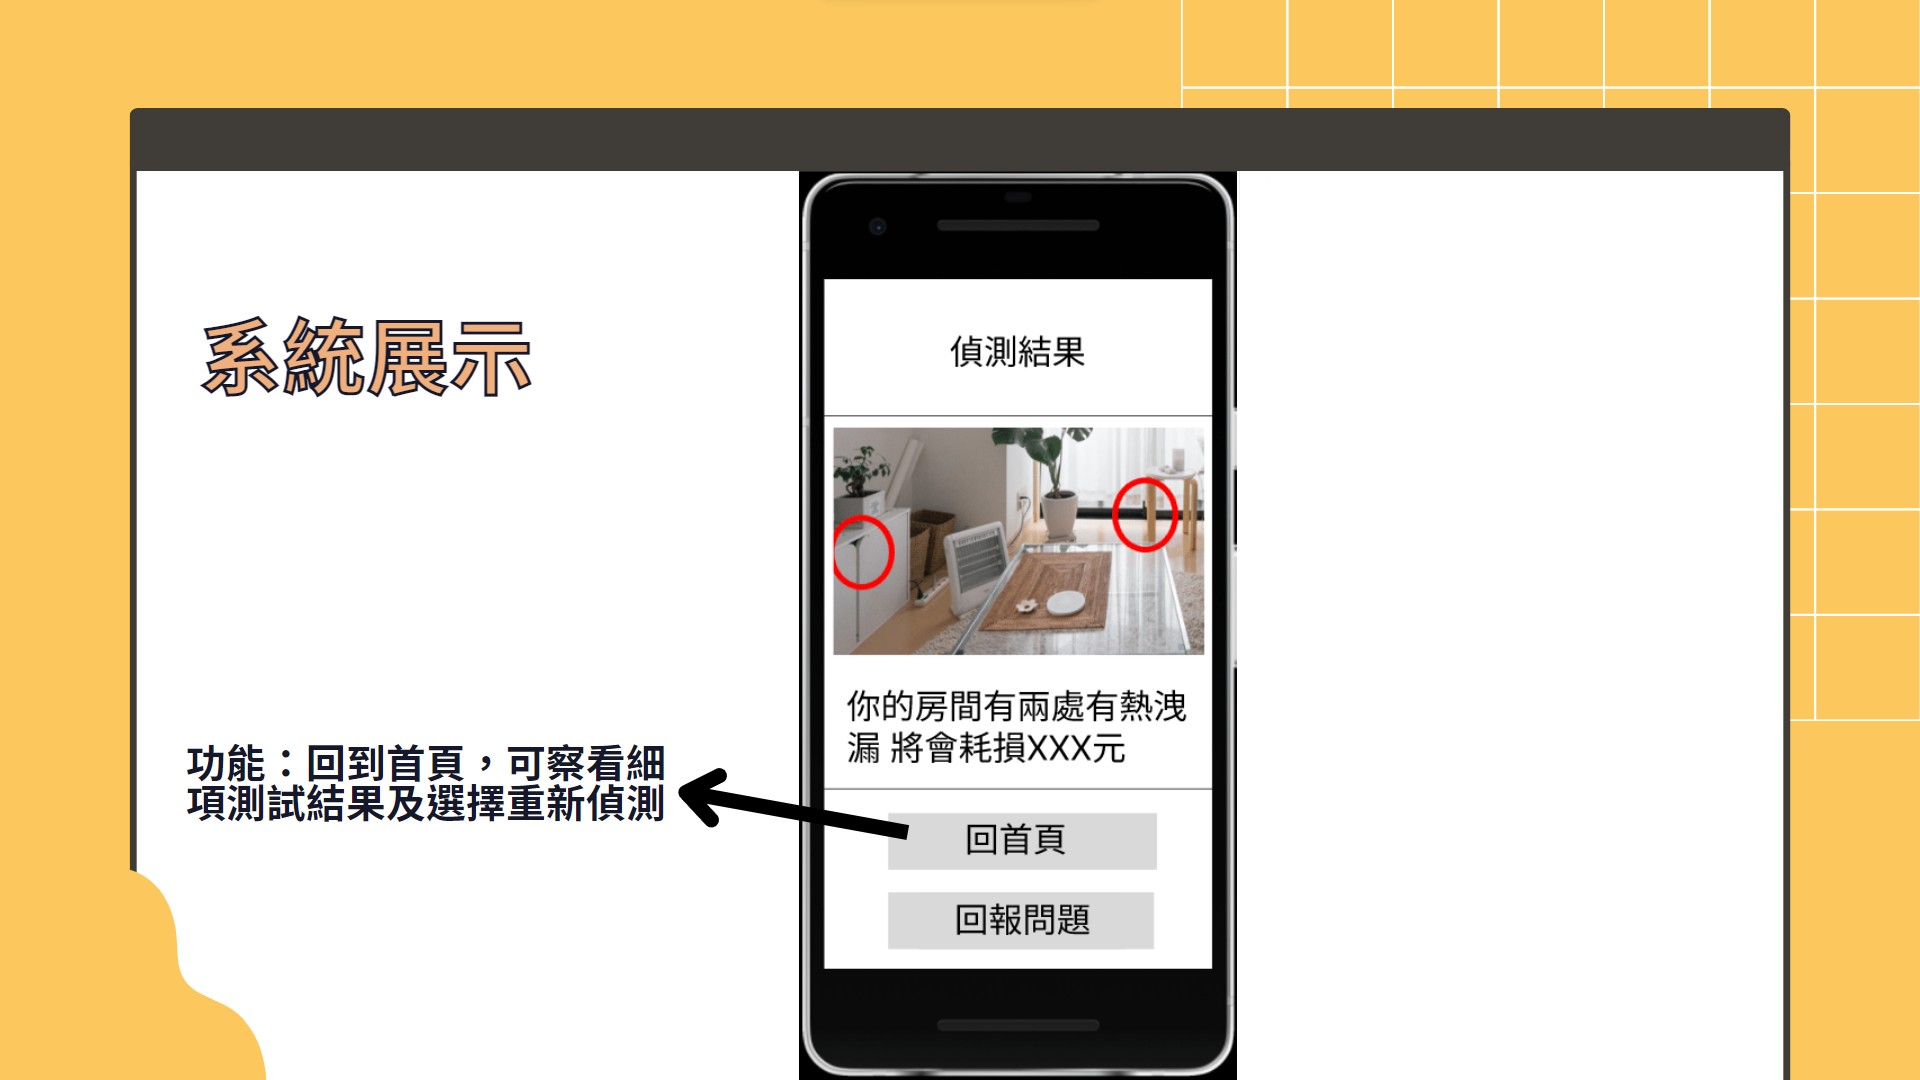 系統展示
偵測結果
你的房間有兩處有熱洩
漏 將會耗損XXX元
功能：回到首頁，可察看細
項測試結果及選擇重新偵測
回首頁
回報問題